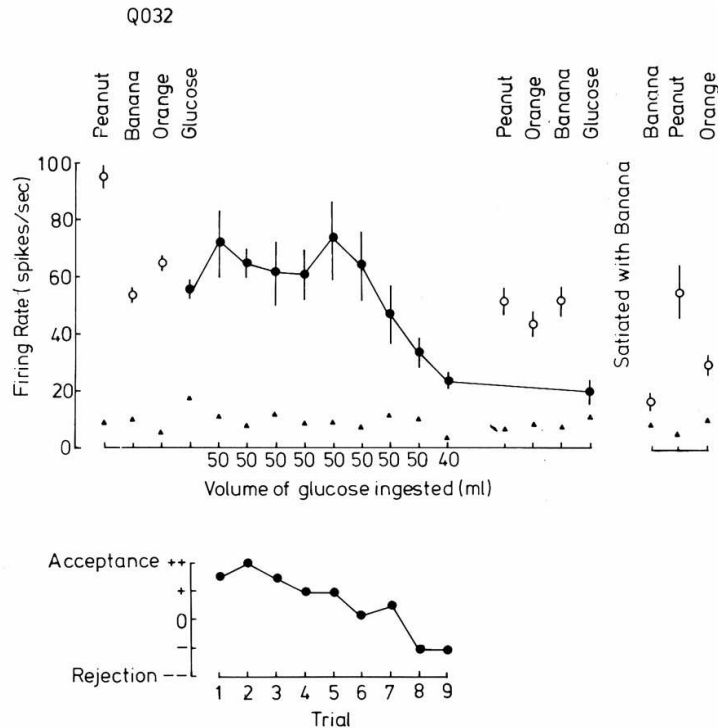 Q032
Peanut
Banana
Orange
Glucose
Peanut
Orange
Banana
Glucose
Banana
Peanut
Orange
Satiated with Banana
Firing Rate ( spikes/sec)
100
80
60
40
20
0
50 50 50 50 50 50 50 50 40
Volume of glucose ingested (ml)
Acceptance ++
+
0
−
Rejection −−
1 2 3 4 5 6 7 8 9
Trial